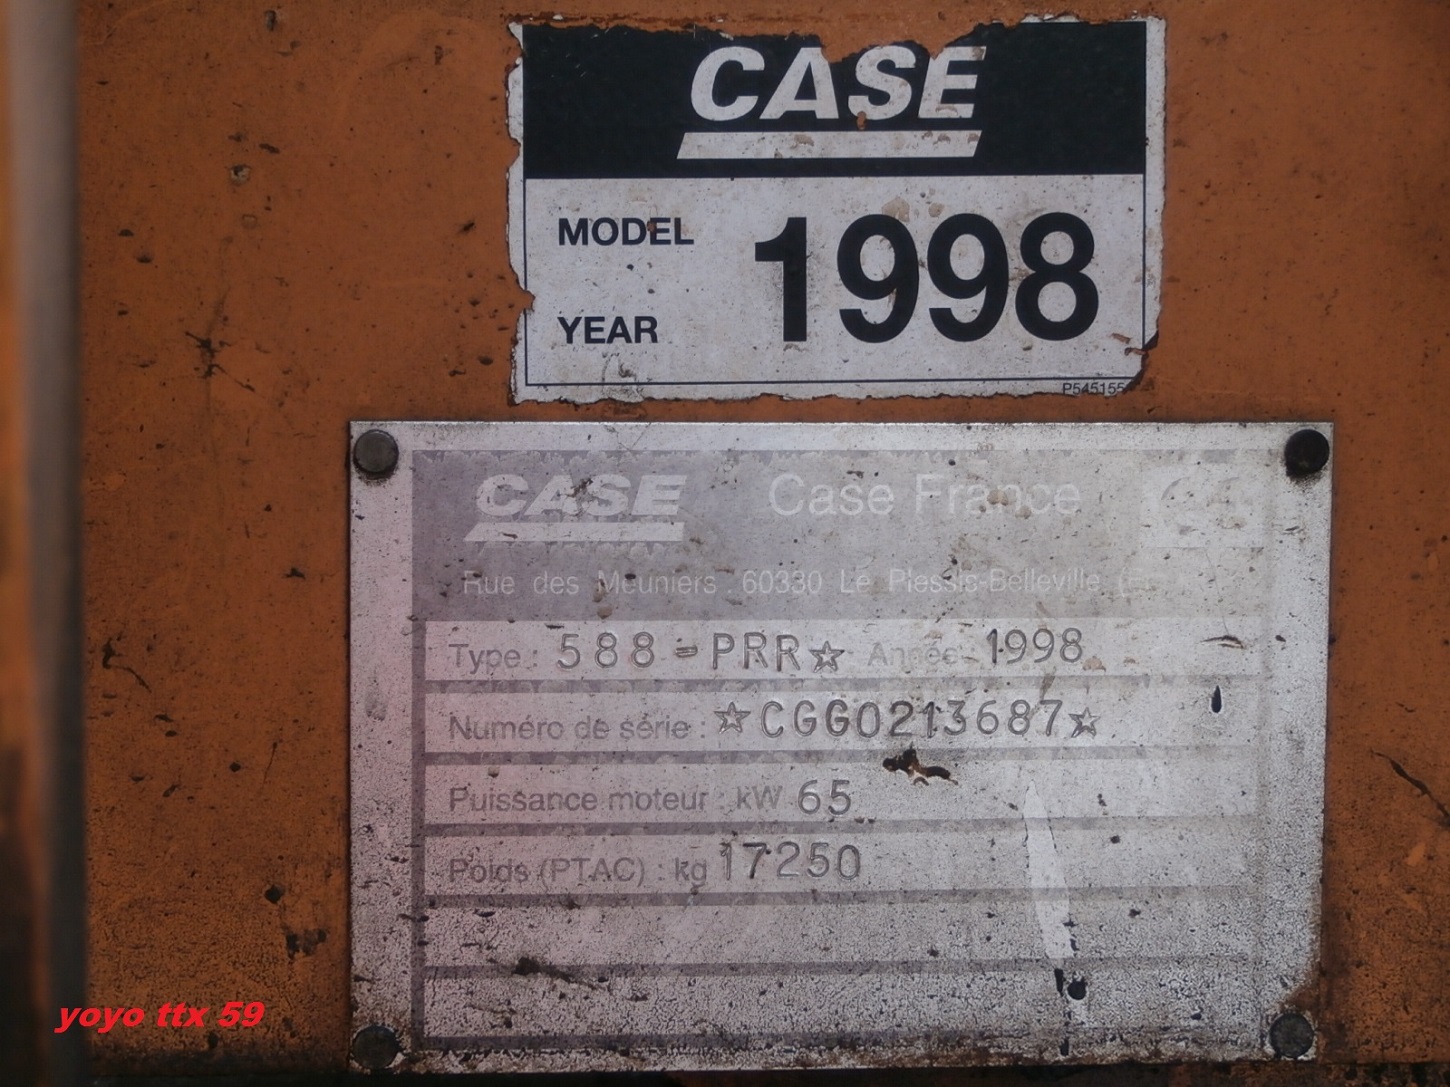 CASE
MODEL
YEAR
1998
P545155
CASE Case France
Rue des Meuniers 60330 Le Plessis-Belleville
Type : 588-PRR☆ Année : 1998
Numéro de série : ☆CGG0213687☆
Puissance moteur : kW 65
Poids (PTAC) : kg 17250
yoyo ttx 59